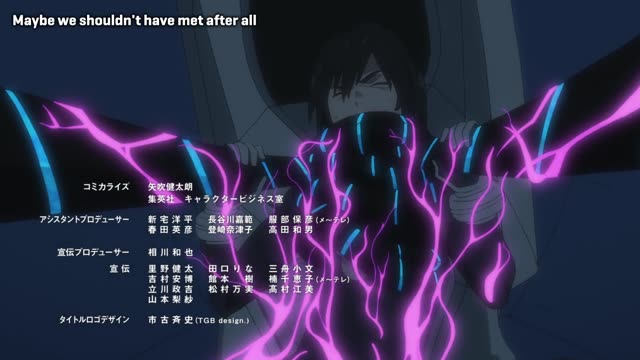 Maybe we shouldn't have met after all
コミカライズ 矢吹健太朗
集英社 キャラクタービジネス室
アシスタントプロデューサー 新宅洋平 長谷川嘉範 服部保彦(メ〜テレ)
春田英彦 登崎奈津子 高田和男
宣伝プロデューサー 相川和也
宣伝 里野健太 田口りな 三舟小文
吉村安博 館本樹 楠千恵子(メ〜テレ)
立川政吉 松村万実 高村江美
山本梨紗
タイトルロゴデザイン 市古斉史(TGB design.)